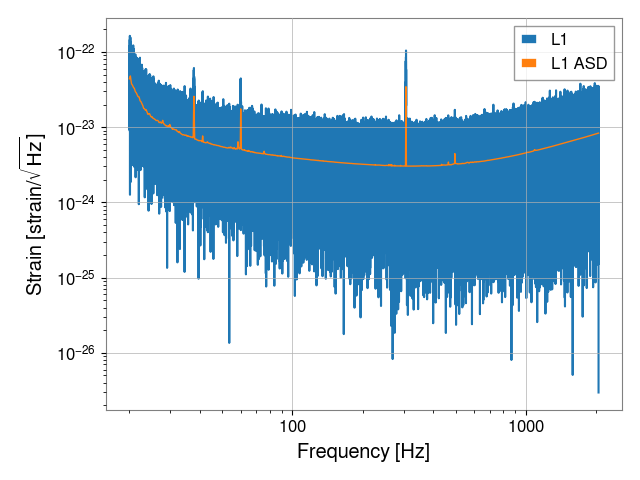 L1
L1 ASD
10⁻²²
10⁻²³
10⁻²⁴
10⁻²⁵
10⁻²⁶
Strain [strain/√Hz]
100
1000
Frequency [Hz]